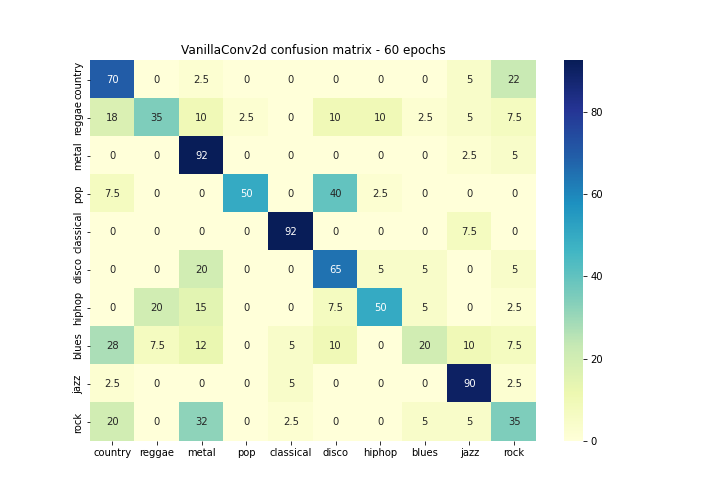 VanillaConv2d confusion matrix - 60 epochs
country 70 0 2.5 0 0 0 0 0 5 22
reggae 18 35 10 2.5 0 10 10 2.5 5 7.5
metal 0 0 92 0 0 0 0 0 2.5 5
pop 7.5 0 0 50 0 40 2.5 0 0 0
classical 0 0 0 0 92 0 0 0 7.5 0
disco 0 0 20 0 0 65 5 5 0 5
hiphop 0 20 15 0 0 7.5 50 5 0 2.5
blues 28 7.5 12 0 5 10 0 20 10 7.5
jazz 2.5 0 0 0 5 0 0 0 90 2.5
rock 20 0 32 0 2.5 0 0 5 5 35
country reggae metal pop classical disco hiphop blues jazz rock
80
60
40
20
0